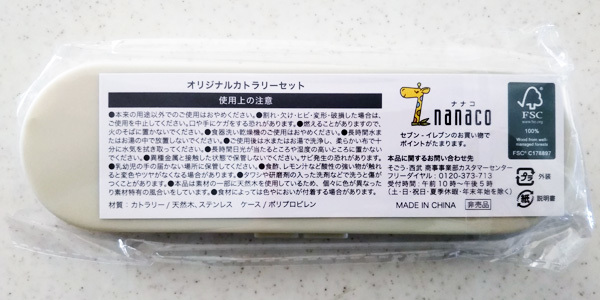 オリジナルカトラリーセット
使用上の注意
●本来の用途以外でのご使用はおやめください。●割れ・欠け・ヒビ・変形・破損した場合は、
ご使用を中止してください。口や手にケガをする恐れがあります。●燃えることがありますので、
火のそばに置かないでください。●食器洗い乾燥機のご使用はおやめください。●長時間水ま
たはお湯の中で放置しないでください。●ご使用後は水またはお湯で洗浄し、柔らかい布で十
分に水気を拭き取ってください。●長時間日光が当たるところや湿度の高いところに置かないで
ください。●異種金属と接触した状態で保管しないでください。サビ発生の恐れがあります。
●乳幼児の手の届かない場所に保管してください。●食酢、レモン汁など酸性の強い物が触れ
ると変色やツヤがなくなる場合があります。●タワシや研磨剤の入った洗剤などで洗うと傷が
つくことがあります。●本品は素材の一部に天然木を使用しているため、個々に色が異なった
り素材特有の風合いをしています。●食材によっては色やにおいが付着する場合があります。
材質：カトラリー/天然木、ステンレス ケース/ポリプロピレン
ナナコ
nanaco
セブン‐イレブンのお買い物で
ポイントがたまります。
本品に関するお問い合わせ先
そごう・西武 商事事業部カスタマーセンター
フリーダイヤル：0120-373-713
受付時間：午前10時～午後5時
(土・日・祝日・夏季休暇・年末年始を除く)
MADE IN CHINA 非売品
FSC
www.fsc.org
100%
Wood from well-
managed forests
プラ 外装
紙 説明書